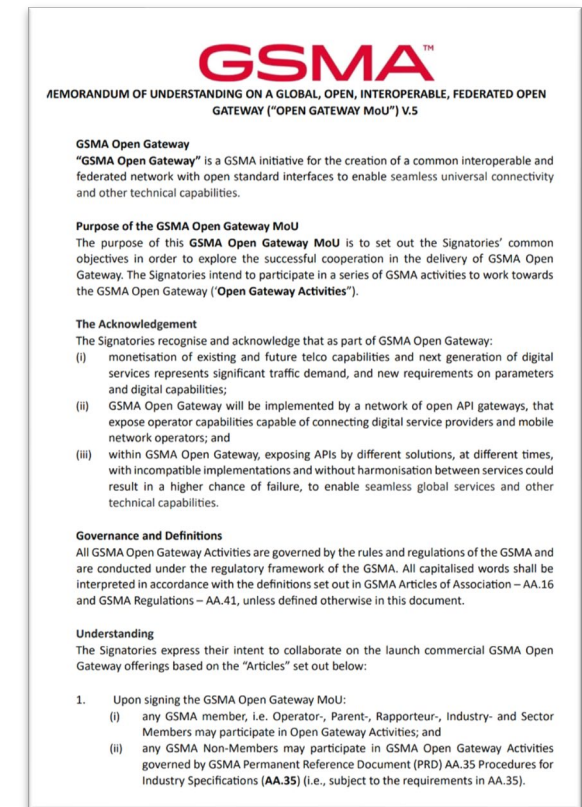 GSMA™
MEMORANDUM OF UNDERSTANDING ON A GLOBAL, OPEN, INTEROPERABLE, FEDERATED OPEN
GATEWAY ("OPEN GATEWAY MoU") V.5
GSMA Open Gateway
"GSMA Open Gateway" is a GSMA initiative for the creation of a common interoperable and
federated network with open standard interfaces to enable seamless universal connectivity
and other technical capabilities.
Purpose of the GSMA Open Gateway MoU
The purpose of this GSMA Open Gateway MoU is to set out the Signatories' common
objectives in order to explore the successful cooperation in the delivery of GSMA Open
Gateway. The Signatories intend to participate in a series of GSMA activities to work towards
the GSMA Open Gateway ('Open Gateway Activities").
The Acknowledgement
The Signatories recognise and acknowledge that as part of GSMA Open Gateway:
(i) monetisation of existing and future telco capabilities and next generation of digital
services represents significant traffic demand, and new requirements on parameters
and digital capabilities;
(ii) GSMA Open Gateway will be implemented by a network of open API gateways, that
expose operator capabilities capable of connecting digital service providers and mobile
network operators; and
(iii) within GSMA Open Gateway, exposing APIs by different solutions, at different times,
with incompatible implementations and without harmonisation between services could
result in a higher chance of failure, to enable seamless global services and other
technical capabilities.
Governance and Definitions
All GSMA Open Gateway Activities are governed by the rules and regulations of the GSMA and
are conducted under the regulatory framework of the GSMA. All capitalised words shall be
interpreted in accordance with the definitions set out in GSMA Articles of Association – AA.16
and GSMA Regulations – AA.41, unless defined otherwise in this document.
Understanding
The Signatories express their intent to collaborate on the launch commercial GSMA Open
Gateway offerings based on the "Articles" set out below:
1. Upon signing the GSMA Open Gateway MoU:
(i) any GSMA member, i.e. Operator-, Parent-, Rapporteur-, Industry- and Sector
Members may participate in Open Gateway Activities; and
(ii) any GSMA Non-Members may participate in GSMA Open Gateway Activities
governed by GSMA Permanent Reference Document (PRD) AA.35 Procedures for
Industry Specifications (AA.35) (i.e., subject to the requirements in AA.35).